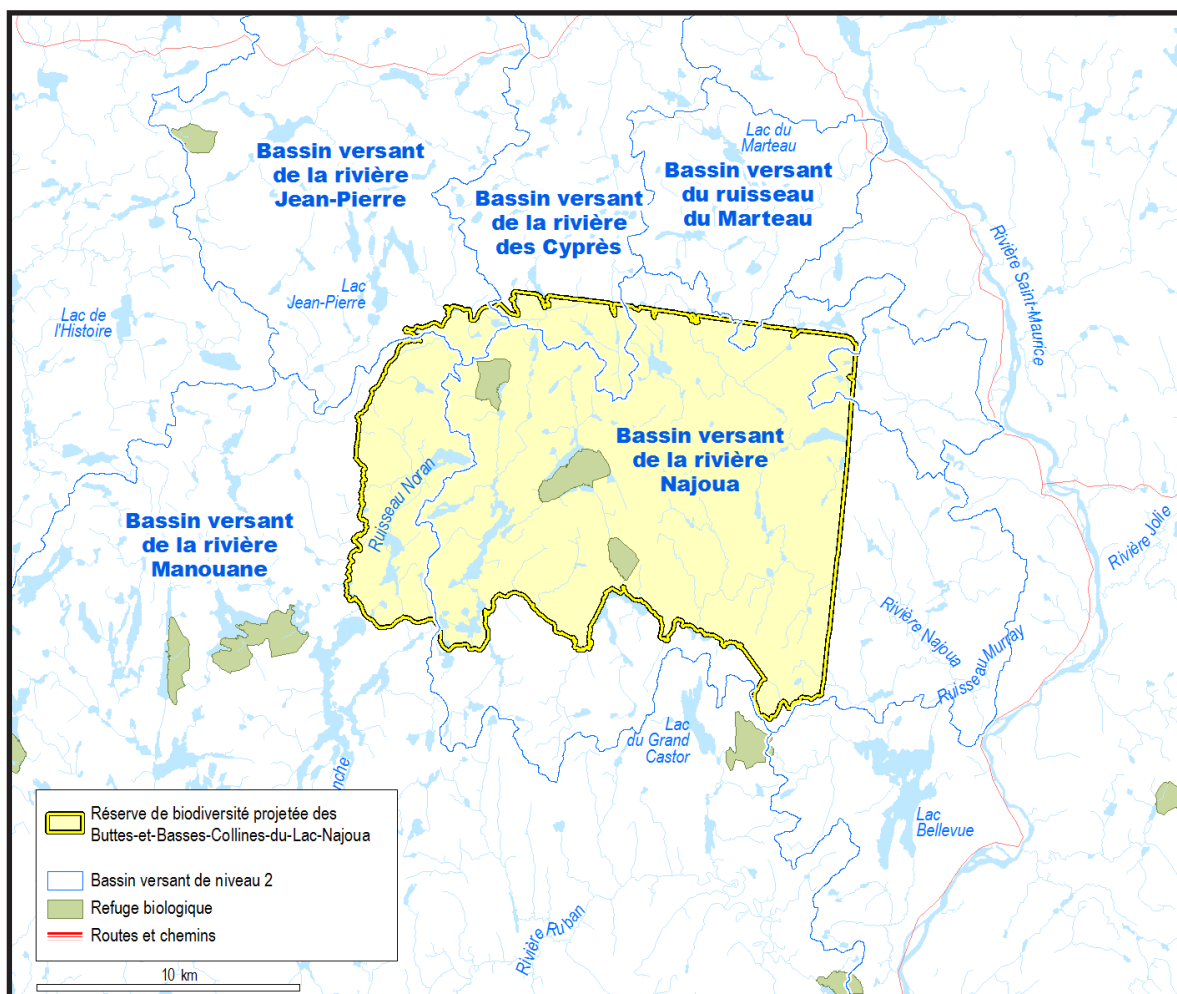 Bassin versant
de la rivière
Jean-Pierre
Lac du
Marteau
Bassin versant
du ruisseau
du Marteau
Bassin versant
de la rivière
des Cyprès
Rivière Saint-Maurice
Lac
Jean-Pierre
Lac de
l'Histoire
Bassin versant
de la rivière
Najoua
Ruisseau Noran
Bassin versant
de la rivière
Manouane
Rivière Jolie
Rivière Najoua
Ruisseau Murray
Lac
du Grand
Castor
Lac
Bellevue
nche
Rivière Ruban
Réserve de biodiversité projetée des
Buttes-et-Basses-Collines-du-Lac-Najoua
Bassin versant de niveau 2
Refuge biologique
Routes et chemins
10 km